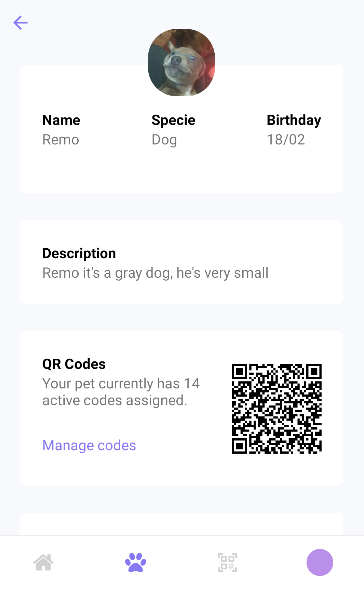 Name Specie Birthday
Remo Dog 18/02
Description
Remo it's a gray dog, he's very small
QR Codes
Your pet currently has 14
active codes assigned.
Manage codes